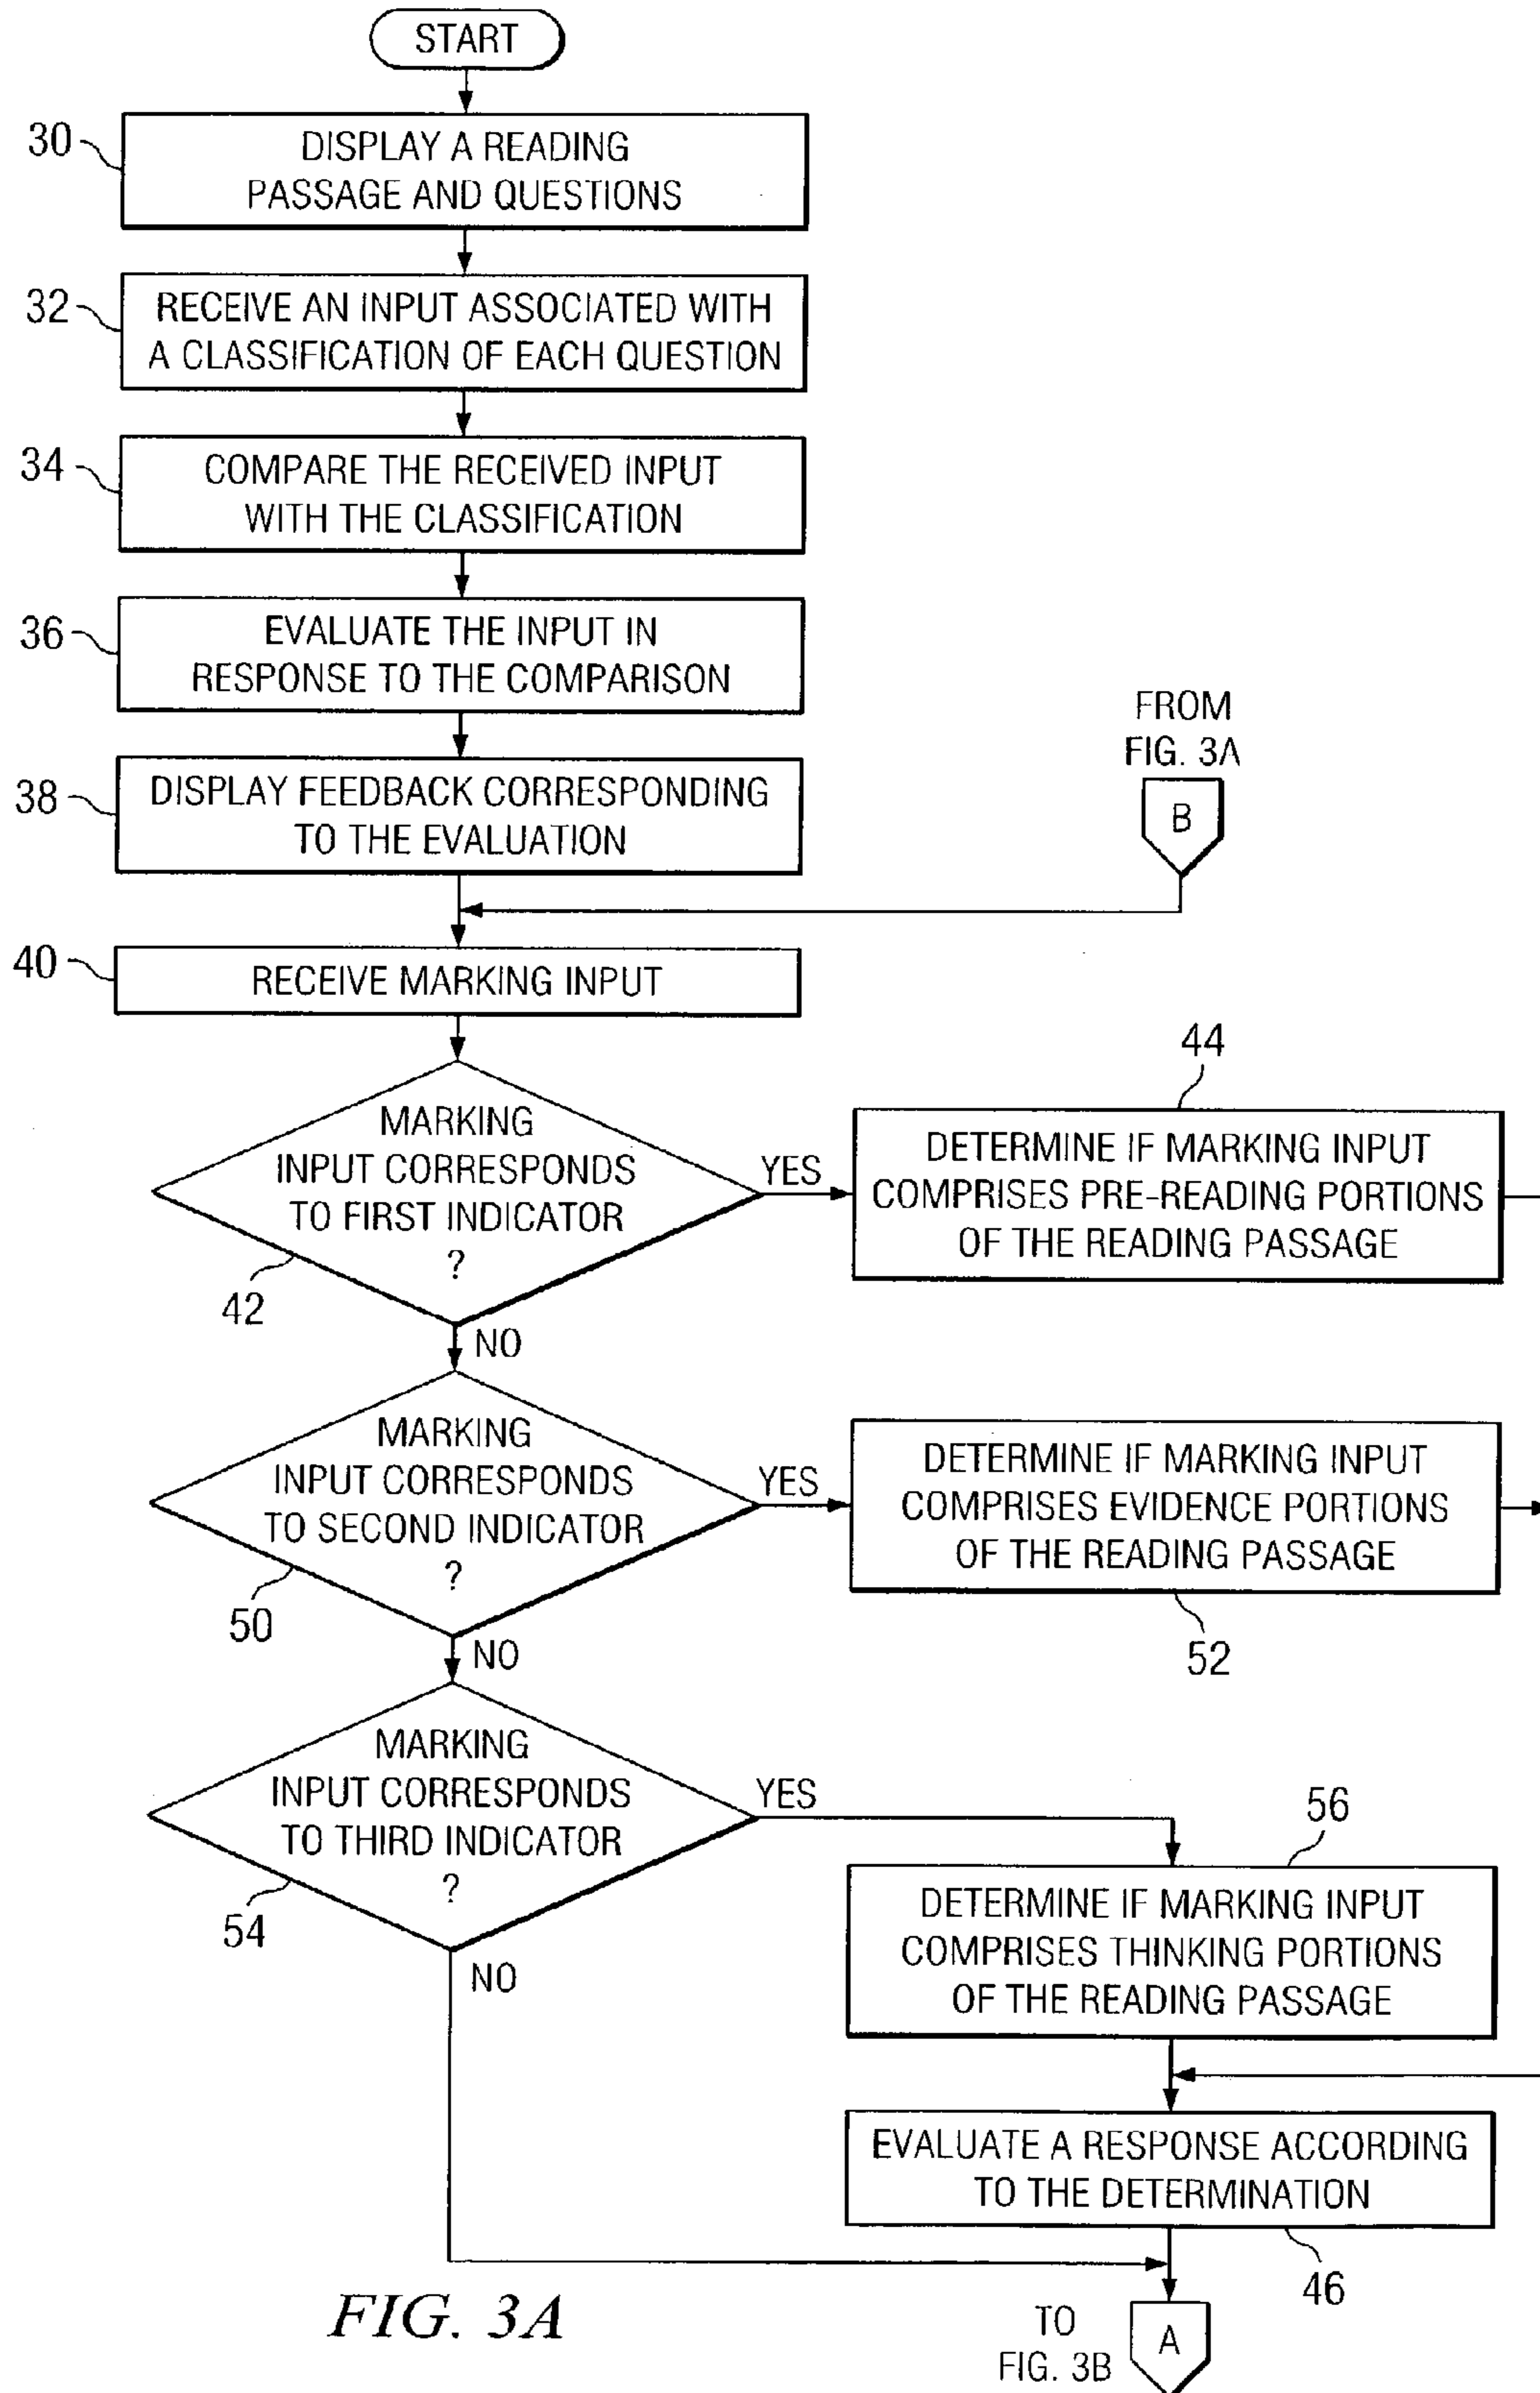 START
30
DISPLAY A READING
PASSAGE AND QUESTIONS
32
RECEIVE AN INPUT ASSOCIATED WITH
A CLASSIFICATION OF EACH QUESTION
34
COMPARE THE RECEIVED INPUT
WITH THE CLASSIFICATION
36
EVALUATE THE INPUT IN
RESPONSE TO THE COMPARISON
FROM
FIG. 3A
B
38
DISPLAY FEEDBACK CORRESPONDING
TO THE EVALUATION
40
RECEIVE MARKING INPUT
MARKING
INPUT CORRESPONDS
TO FIRST INDICATOR
?
42
YES
NO
44
DETERMINE IF MARKING INPUT
COMPRISES PRE-READING PORTIONS
OF THE READING PASSAGE
MARKING
INPUT CORRESPONDS
TO SECOND INDICATOR
?
50
YES
NO
DETERMINE IF MARKING INPUT
COMPRISES EVIDENCE PORTIONS
OF THE READING PASSAGE
52
MARKING
INPUT CORRESPONDS
TO THIRD INDICATOR
?
54
YES
NO
56
DETERMINE IF MARKING INPUT
COMPRISES THINKING PORTIONS
OF THE READING PASSAGE
EVALUATE A RESPONSE ACCORDING
TO THE DETERMINATION
46
FIG. 3A
TO
FIG. 3B
A